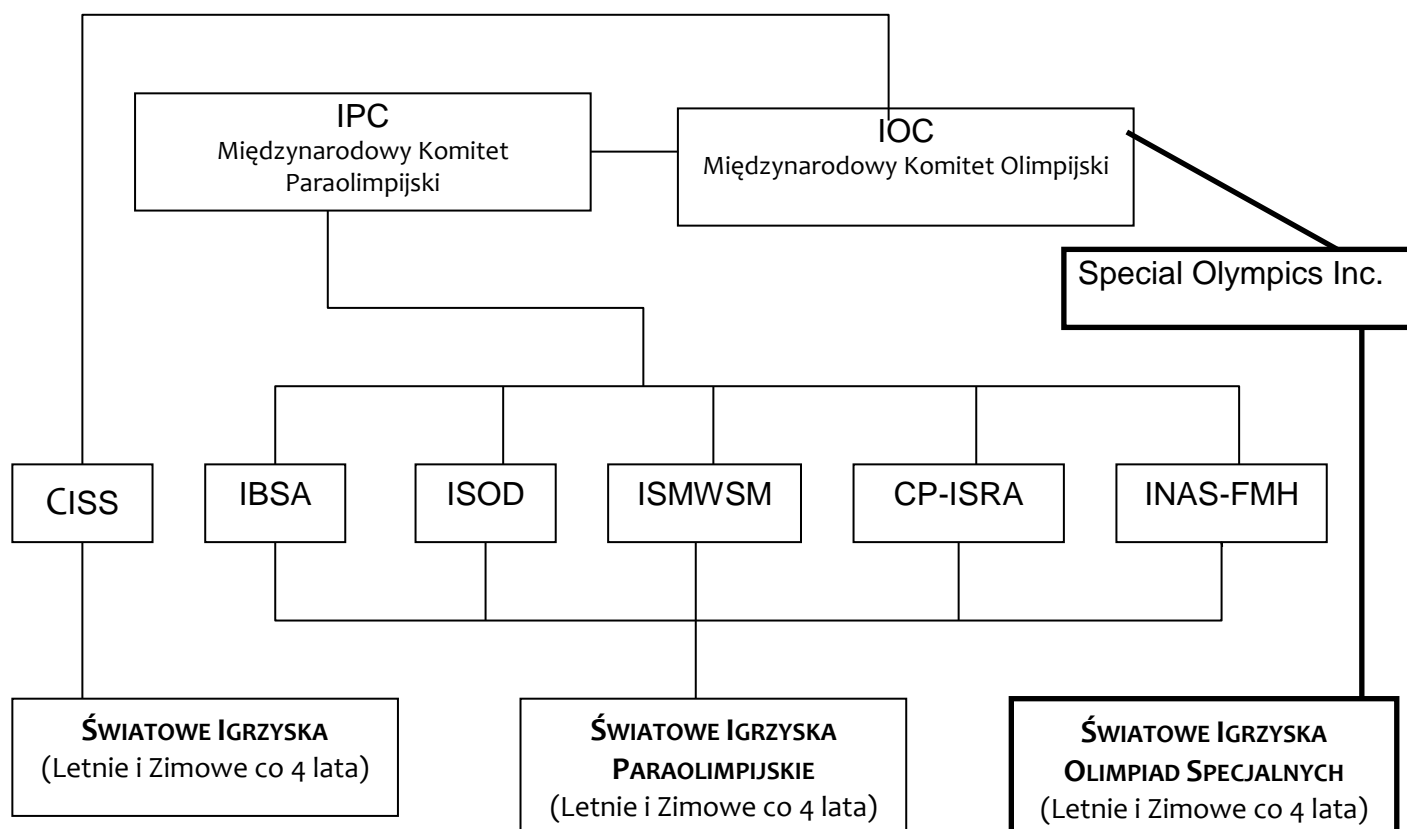 IPC
Międzynarodowy Komitet
Paraolimpijski
IOC
Międzynarodowy Komitet Olimpijski
Special Olympics Inc.
CISS
IBSA
ISOD
ISMWSM
CP-ISRA
INAS-FMH
ŚWIATOWE IGRZYSKA
(Letnie i Zimowe co 4 lata)
ŚWIATOWE IGRZYSKA
PARAOLIMPIJSKIE
(Letnie i Zimowe co 4 lata)
ŚWIATOWE IGRZYSKA
OLIMPIAD SPECJALNYCH
(Letnie i Zimowe co 4 lata)